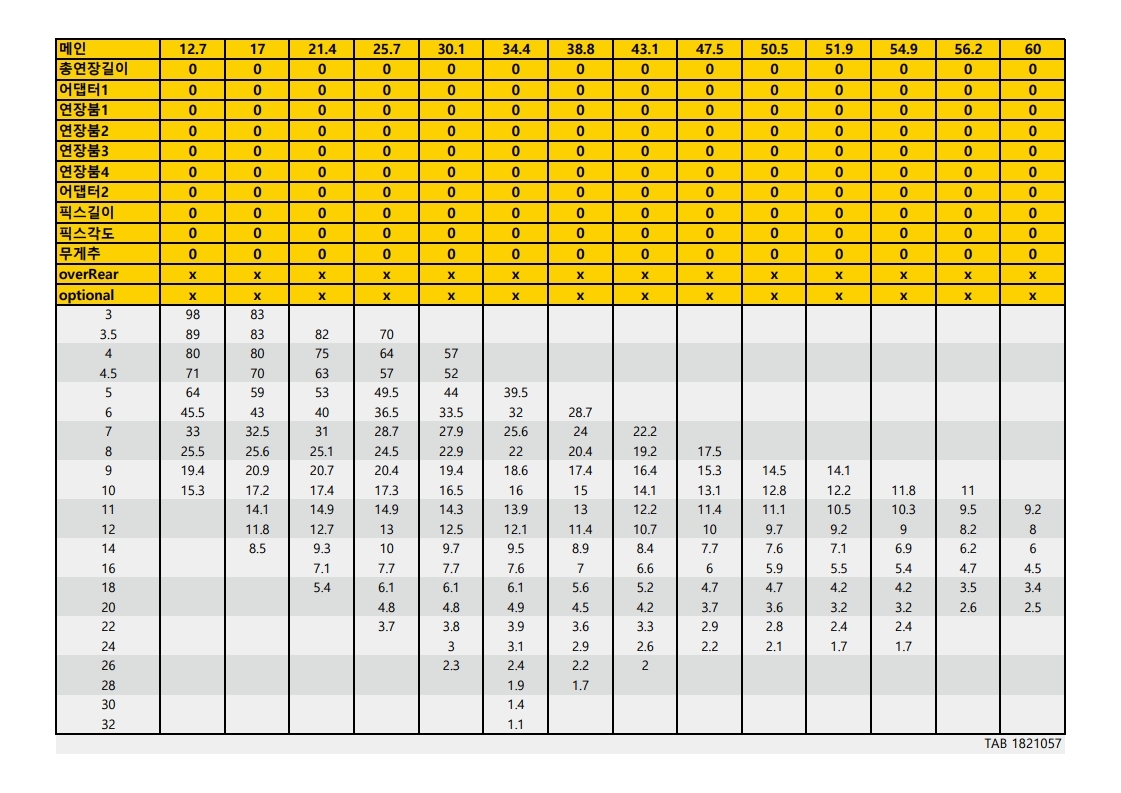 메인 12.7 17 21.4 25.7 30.1 34.4 38.8 43.1 47.5 50.5 51.9 54.9 56.2 60
총연장길이 0 0 0 0 0 0 0 0 0 0 0 0 0 0
어댑터1 0 0 0 0 0 0 0 0 0 0 0 0 0 0
연장붐1 0 0 0 0 0 0 0 0 0 0 0 0 0 0
연장붐2 0 0 0 0 0 0 0 0 0 0 0 0 0 0
연장붐3 0 0 0 0 0 0 0 0 0 0 0 0 0 0
연장붐4 0 0 0 0 0 0 0 0 0 0 0 0 0 0
어댑터2 0 0 0 0 0 0 0 0 0 0 0 0 0 0
픽스길이 0 0 0 0 0 0 0 0 0 0 0 0 0 0
픽스각도 0 0 0 0 0 0 0 0 0 0 0 0 0 0
무게추 0 0 0 0 0 0 0 0 0 0 0 0 0 0
overRear x x x x x x x x x x x x x x
optional x x x x x x x x x x x x x x
3 98 83
3.5 89 83 82 70
4 80 80 75 64 57
4.5 71 70 63 57 52
5 64 59 53 49.5 44 39.5
6 45.5 43 40 36.5 33.5 32 28.7
7 33 32.5 31 28.7 27.9 25.6 24 22.2
8 25.5 25.6 25.1 24.5 22.9 22 20.4 19.2 17.5
9 19.4 20.9 20.7 20.4 19.4 18.6 17.4 16.4 15.3 14.5 14.1
10 15.3 17.2 17.4 17.3 16.5 16 15 14.1 13.1 12.8 12.2 11.8 11
11 14.1 14.9 14.9 14.3 13.9 13 12.2 11.4 11.1 10.5 10.3 9.5 9.2
12 11.8 12.7 13 12.5 12.1 11.4 10.7 10 9.7 9.2 9 8.2 8
14 8.5 9.3 10 9.7 9.5 8.9 8.4 7.7 7.6 7.1 6.9 6.2 6
16 7.1 7.7 7.7 7.6 7 6.6 6 5.9 5.5 5.4 4.7 4.5
18 5.4 6.1 6.1 6.1 5.6 5.2 4.7 4.7 4.2 4.2 3.5 3.4
20 4.8 4.8 4.9 4.5 4.2 3.7 3.6 3.2 3.2 2.6 2.5
22 3.7 3.8 3.9 3.6 3.3 2.9 2.8 2.4 2.4
24 3 3.1 2.9 2.6 2.2 2.1 1.7 1.7
26 2.3 2.4 2.2 2
28 1.9 1.7
30 1.4
32 1.1
TAB 1821057